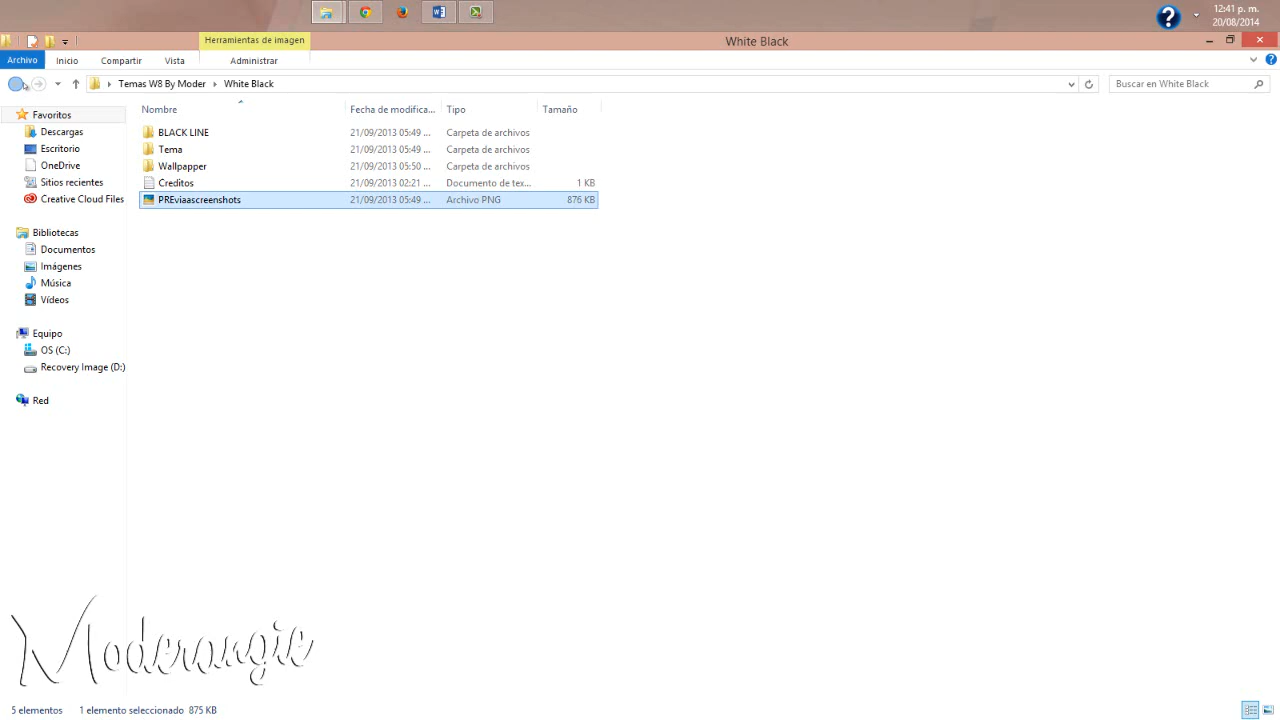 12:41 p. m.
20/08/2014
Herramientas de imagen
White Black
Archivo Inicio Compartir Vista Administrar
Temas W8 By Moder White Black
Buscar en White Black
Nombre Fecha de modifica... Tipo Tamaño
Favoritos
Descargas
Escritorio
OneDrive
Sitios recientes
Creative Cloud Files
Bibliotecas
Documentos
Imágenes
Música
Vídeos
Equipo
OS (C:)
Recovery Image (D:)
Red
BLACK LINE 21/09/2013 05:49 ... Carpeta de archivos
Tema 21/09/2013 05:49 ... Carpeta de archivos
Wallpapper 21/09/2013 05:50 ... Carpeta de archivos
Creditos 21/09/2013 02:21 ... Documento de tex... 1 KB
PREviaascreenshots 21/09/2013 05:49 ... Archivo PNG 876 KB
Moderangie
5 elementos 1 elemento seleccionado 875 KB